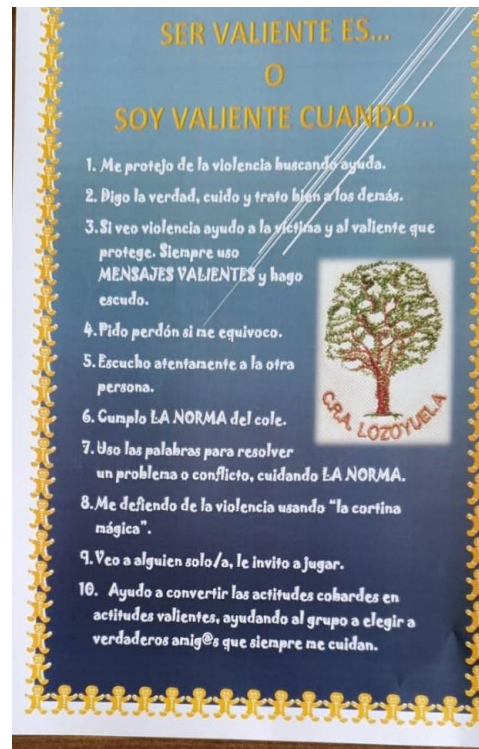 SER VALIENTE ES...
O
SOY VALIENTE CUANDO...
1. Me protejo de la violencia buscando ayuda.
2. Digo la verdad, cuido y trato bien a los demás.
3. Si veo violencia ayudo a la víctima y al valiente que
protege. Siempre uso
MENSAJES VALIENTES y hago
escudo.
4. Pido perdón si me equivoco.
5. Escucho atentamente a la otra
persona.
6. Cumplo LA NORMA del cole.
7. Uso las palabras para resolver
un problema o conflicto, cuidando LA NORMA.
8. Me defiendo de la violencia usando "la cortina
mágica".
9. Veo a alguien solo/a, le invito a jugar.
10. Ayudo a convertir las actitudes cobardes en
actitudes valientes, ayudando al grupo a elegir a
verdaderos amig@s que siempre me cuidan.
C.R.A. LOZOYUELA